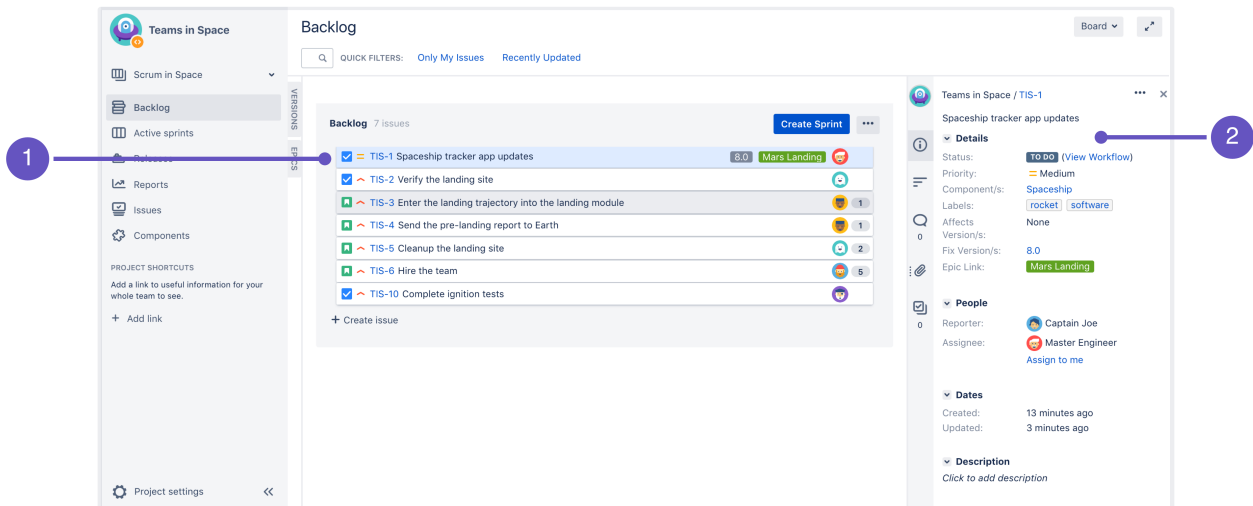 Teams in Space
Scrum in Space
Backlog
Active sprints
Releases
Reports
Issues
Components
PROJECT SHORTCUTS
Add a link to useful information for your
whole team to see.
+ Add link
Project settings
1
Backlog
Board
QUICK FILTERS: Only My Issues Recently Updated
VERSIONS
EPICS
Backlog 7 issues
Create Sprint
TIS-1 Spaceship tracker app updates 8.0 Mars Landing
TIS-2 Verify the landing site
TIS-3 Enter the landing trajectory into the landing module 1
TIS-4 Send the pre-landing report to Earth 1
TIS-5 Cleanup the landing site 2
TIS-6 Hire the team 5
TIS-10 Complete ignition tests
+ Create issue
0
0
Teams in Space / TIS-1
Spaceship tracker app updates
2
Details
Status: TO DO (View Workflow)
Priority: Medium
Component/s: Spaceship
Labels: rocket software
Affects None
Version/s:
Fix Version/s: 8.0
Epic Link: Mars Landing
People
Reporter: Captain Joe
Assignee: Master Engineer
Assign to me
Dates
Created: 13 minutes ago
Updated: 3 minutes ago
Description
Click to add description